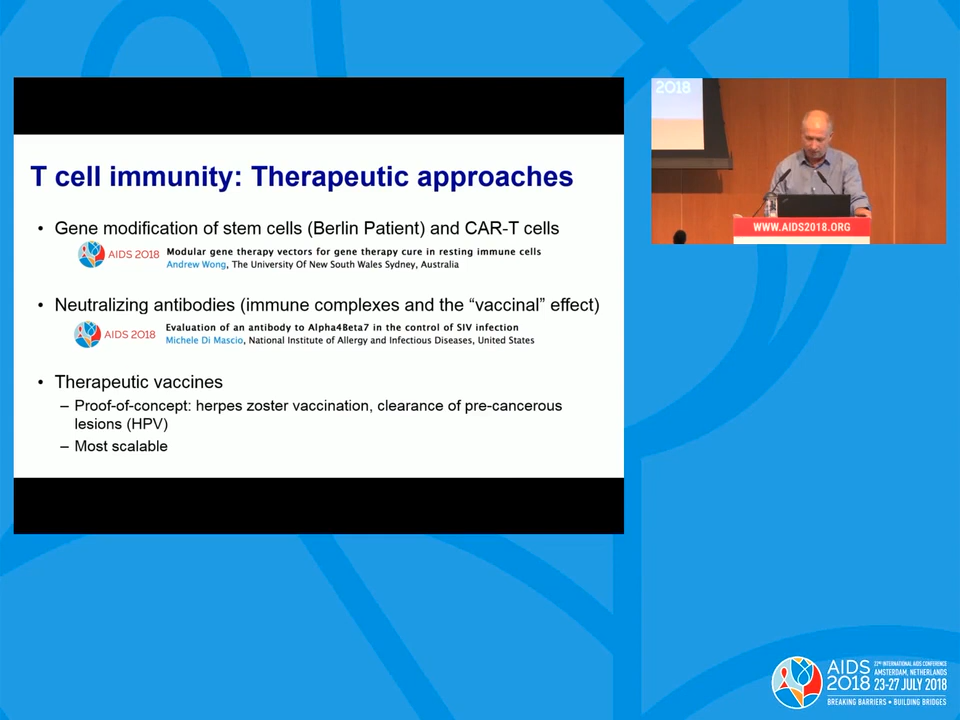 T cell immunity: Therapeutic approaches
• Gene modification of stem cells (Berlin Patient) and CAR-T cells
AIDS 2018
Modular gene therapy vectors for gene therapy cure in resting immune cells
Andrew Wong, The University Of New South Wales Sydney, Australia
• Neutralizing antibodies (immune complexes and the “vaccinal” effect)
AIDS 2018
Evaluation of an antibody to Alpha4Beta7 in the control of SIV infection
Michele Di Mascio, National Institute of Allergy and Infectious Diseases, United States
• Therapeutic vaccines
– Proof-of-concept: herpes zoster vaccination, clearance of pre-cancerous
lesions (HPV)
– Most scalable
2018
WWW.AIDS2018.ORG
AIDS
2018
22ND INTERNATIONAL AIDS CONFERENCE
AMSTERDAM, NETHERLANDS
23-27 JULY 2018
BREAKING BARRIERS • BUILDING BRIDGES